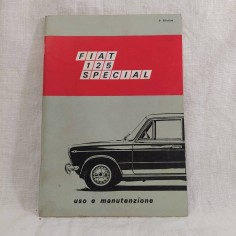 FIAT
125
SPECIAL
uso e manutenzione